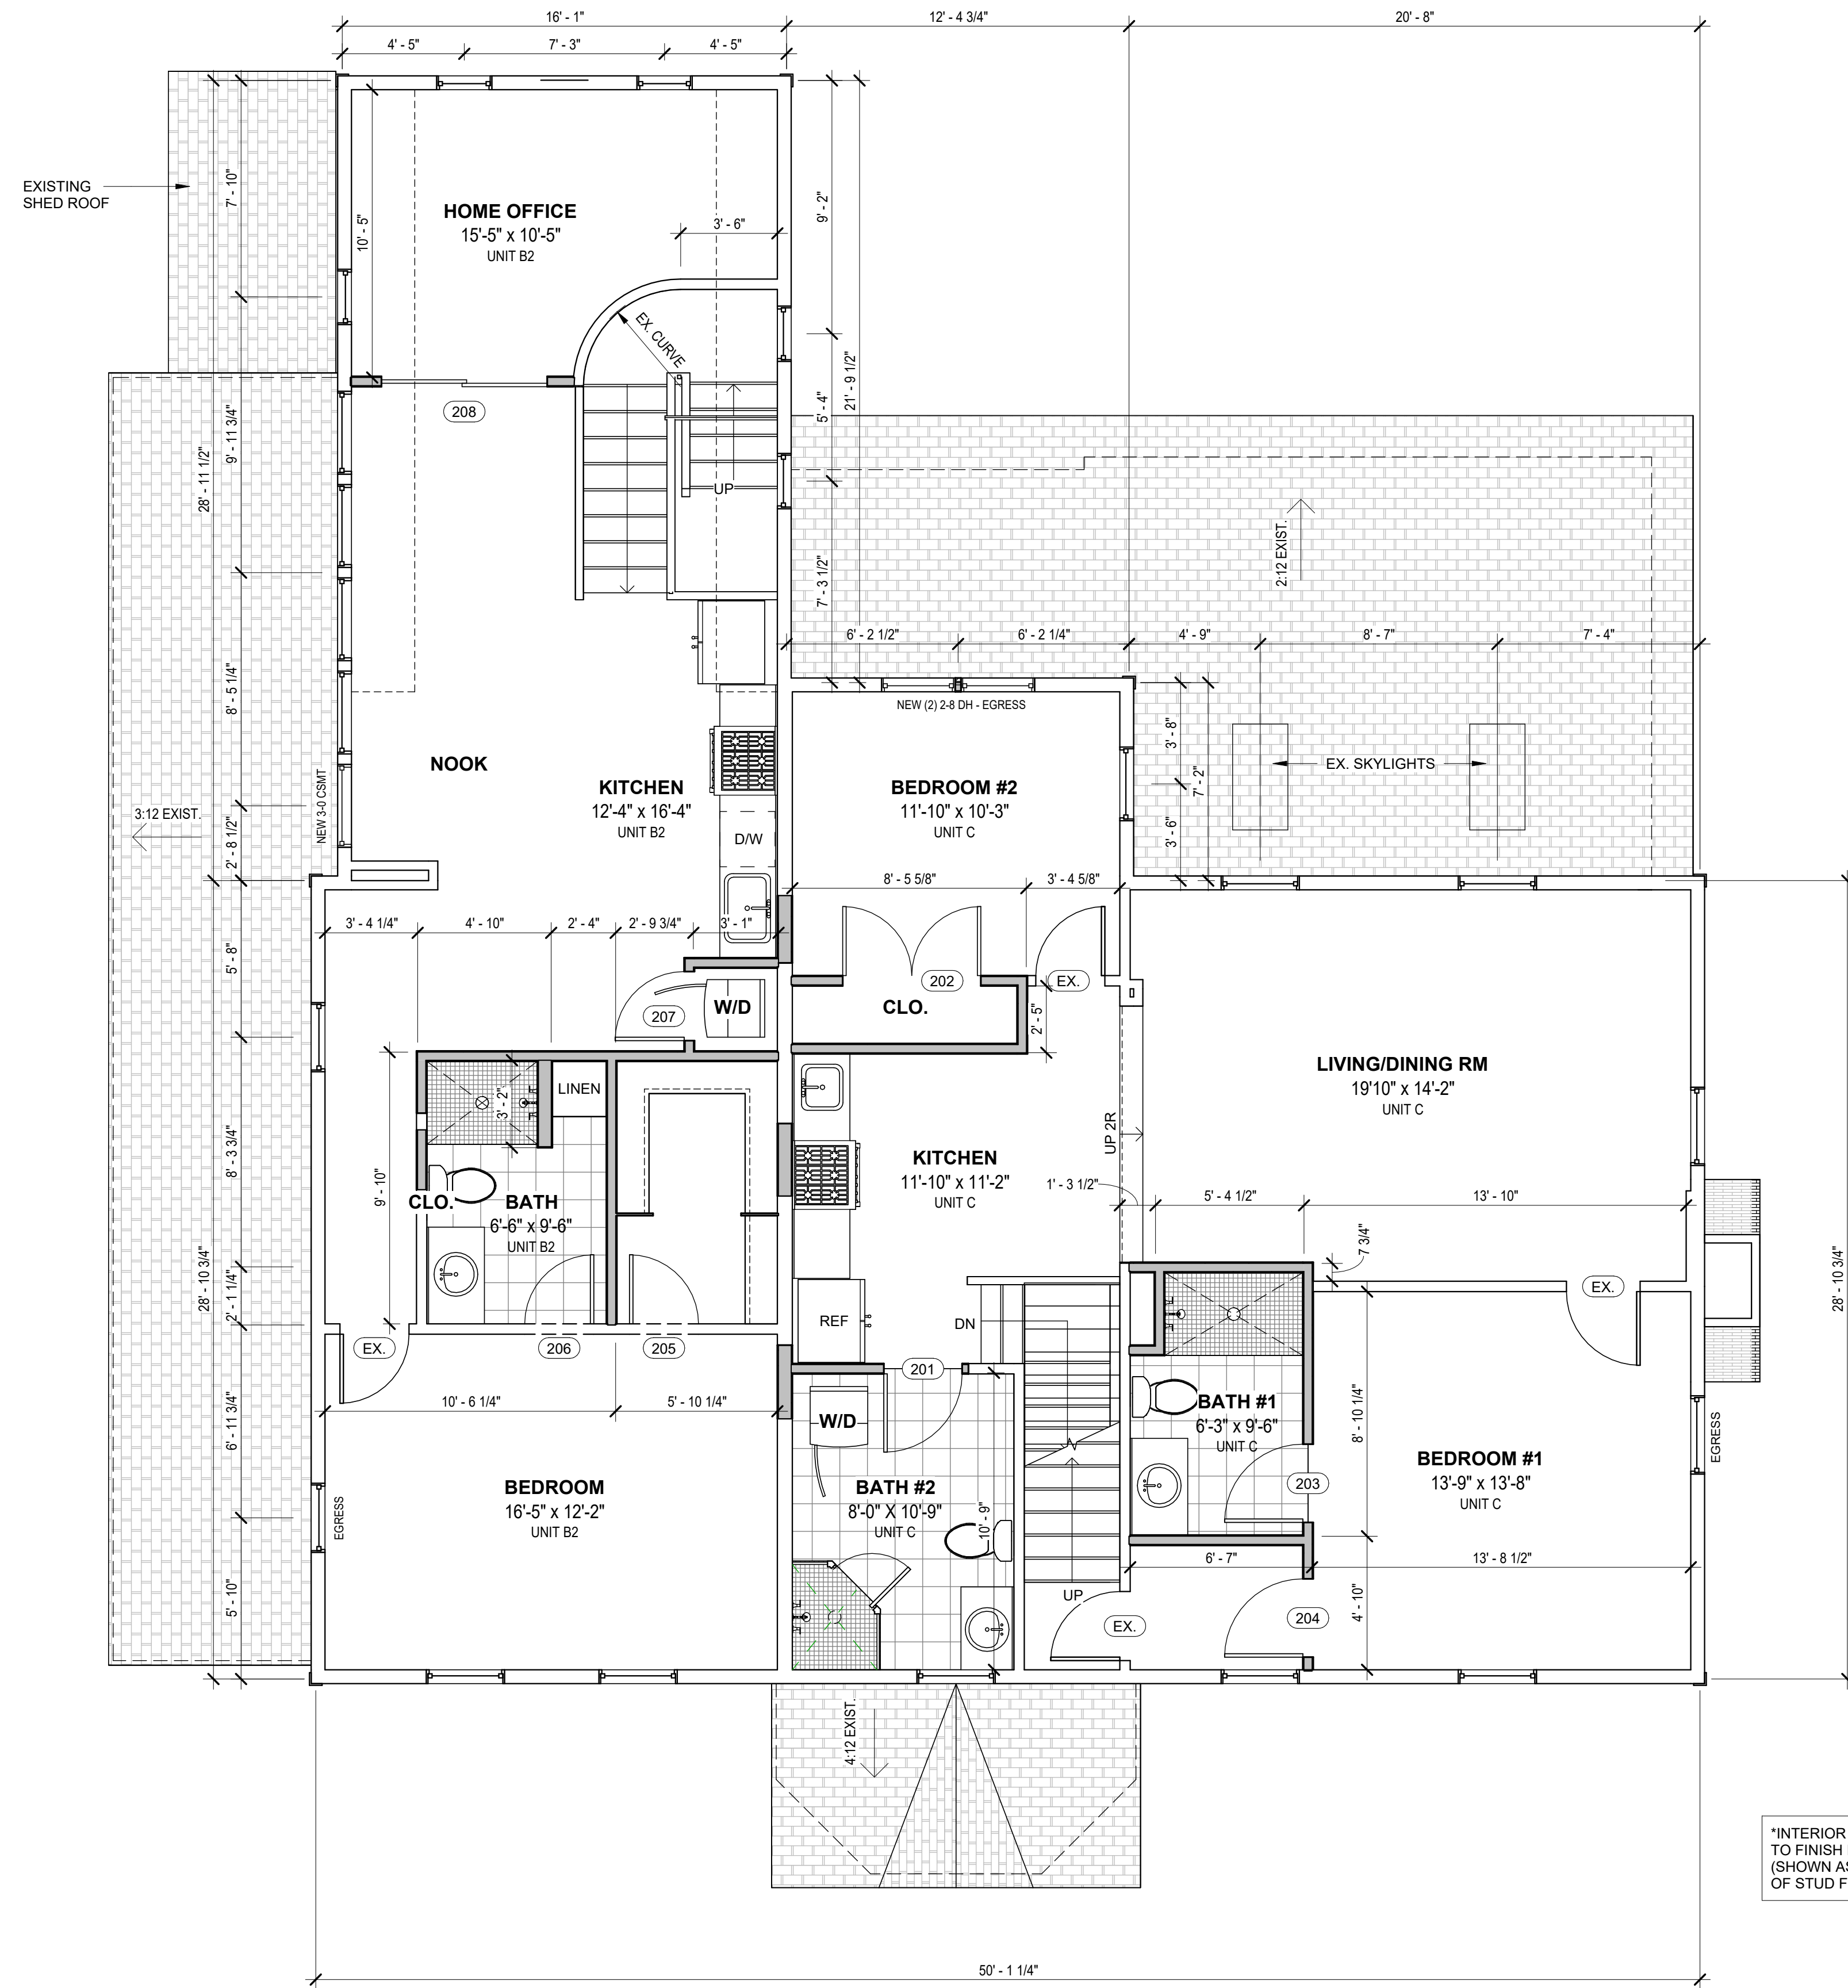 16' - 1"
12' - 4 3/4"
20' - 8"
4' - 5"
7' - 3"
4' - 5"
EXISTING
SHED ROOF
7' - 10"
10' - 5"
HOME OFFICE
15'-5" x 10'-5"
UNIT B2
3' - 6"
9' - 2"
EX. CURVE
21' - 9 1/2"
5' - 4"
208
9' - 11 3/4"
28' - 11 1/2"
UP
2:12 EXIST.
7' - 3 1/2"
6' - 2 1/2"
6' - 2 1/4"
4' - 9"
8' - 7"
7' - 4"
8' - 5 1/4"
NEW (2) 2-8 DH - EGRESS
3' - 8"
7' - 2"
3' - 6"
EX. SKYLIGHTS
NOOK
KITCHEN
12'-4" x 16'-4"
UNIT B2
D/W
BEDROOM #2
11'-10" x 10'-3"
UNIT C
3:12 EXIST.
NEW 3-0 CSMT
2' - 8 1/2"
8' - 5 5/8"
3' - 4 5/8"
3' - 4 1/4"
4' - 10"
2' - 4"
2' - 9 3/4"
3' - 1"
5' - 8"
202
EX.
207
W/D
CLO.
2' - 5"
LIVING/DINING RM
19'10" x 14'-2"
UNIT C
LINEN
3' - 2"
8' - 3 3/4"
UP 2R
KITCHEN
11'-10" x 11'-2"
UNIT C
1' - 3 1/2"
5' - 4 1/2"
13' - 10"
9' - 10"
CLO.
BATH
6'-6" x 9'-6"
UNIT B2
7 3/4"
28' - 10 3/4"
28' - 10 3/4"
2' - 1 1/4"
EX.
REF
DN
EX.
206
205
201
10' - 6 1/4"
5' - 10 1/4"
W/D
BATH #1
6'-3" x 9'-6"
UNIT C
8' - 10 1/4"
6' - 11 3/4"
EGRESS
BEDROOM #1
13'-9" x 13'-8"
UNIT C
203
BEDROOM
16'-5" x 12'-2"
UNIT B2
EGRESS
BATH #2
8'-0" X 10'-9"
UNIT C
10' - 9"
6' - 7"
13' - 8 1/2"
5' - 10"
UP
EX.
204
4' - 10"
4:12 EXIST.
*INTERIOR
TO FINISH
(SHOWN AS
OF STUD F
50' - 1 1/4"